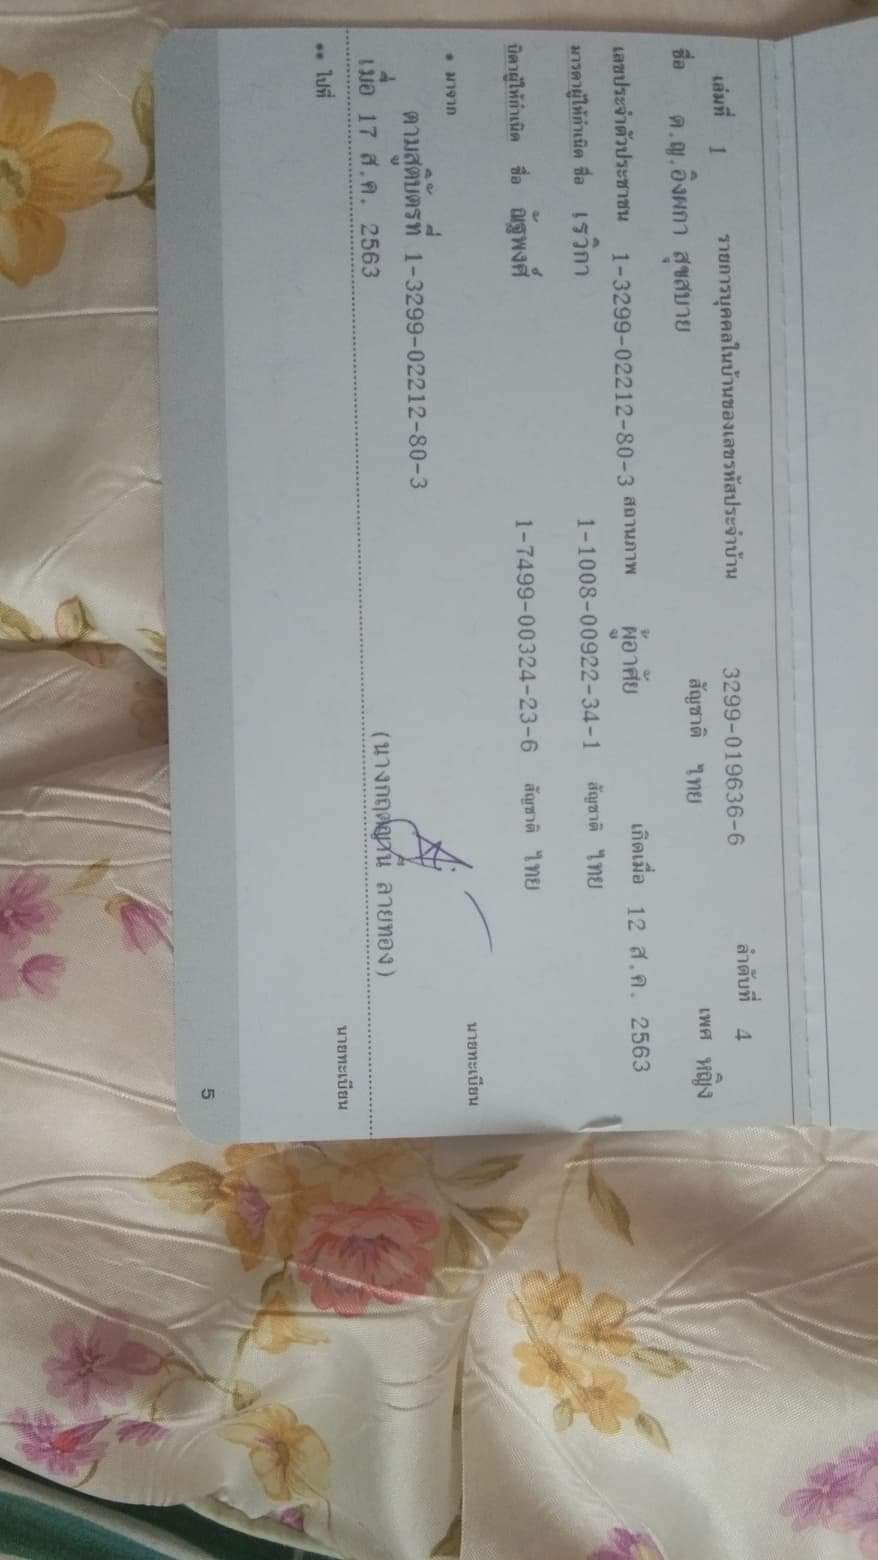 เล่มที่ 1 รายการบุคคลในบ้านของเลขรหัสประจำบ้าน 3299-019636-6 ลำดับที่ 4
ชื่อ ด.ญ.อิงผกา สุขสบาย สัญชาติ ไทย เพศ หญิง
เลขประจำตัวประชาชน 1-3299-02212-80-3 สถานภาพ ผู้อาศัย เกิดเมื่อ 12 ส.ค. 2563
มารดาผู้ให้กำเนิด ชื่อ เรวิกา 1-1008-00922-34-1 สัญชาติ ไทย
บิดาผู้ให้กำเนิด ชื่อ ณัฐพงศ์ 1-7499-00324-23-6 สัญชาติ ไทย
* มาจาก นายทะเบียน
ตามสูติบัตรที่ 1-3299-02212-80-3
เมื่อ 17 ส.ค. 2563 ลายทอง)
** ไปที่ นายทะเบียน
5